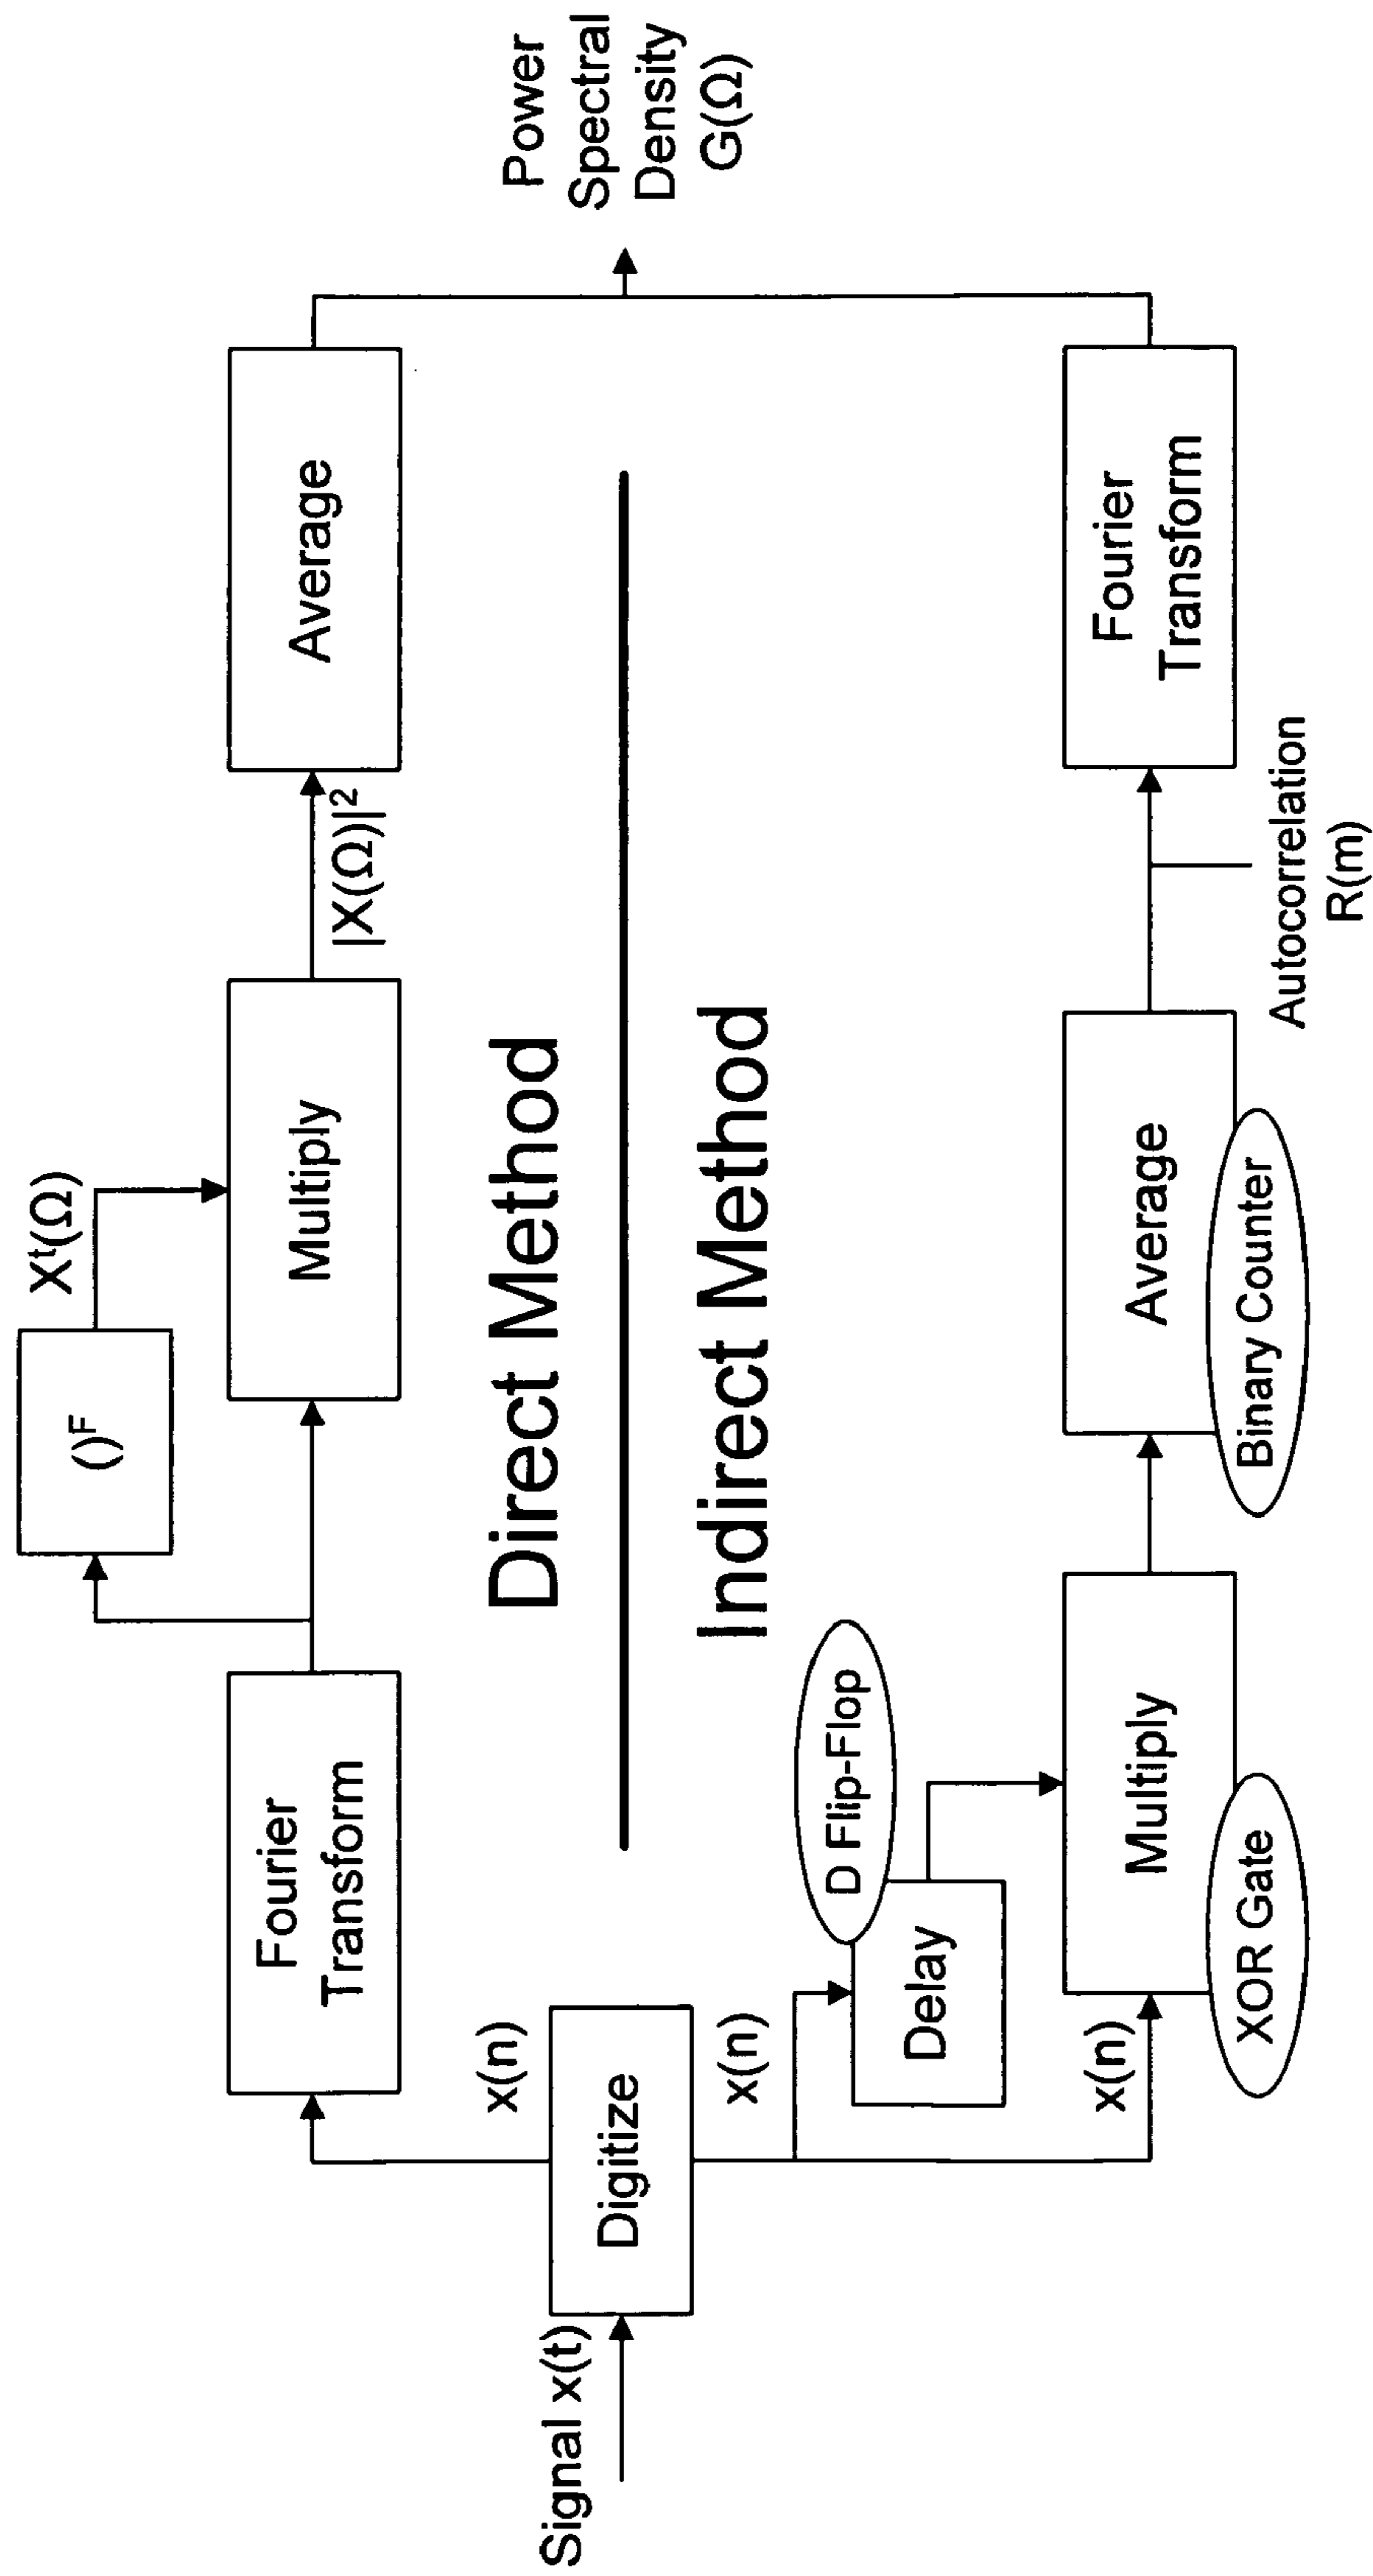 Signal x(t)
Digitize
x(n)
Fourier
Transform
()F
Xt(Ω)
Multiply
|X(Ω)|2
Average
Direct Method
Indirect Method
x(n)
Delay
D Flip-Flop
x(n)
Multiply
XOR Gate
Average
Binary Counter
Autocorrelation
R(m)
Fourier
Transform
Power
Spectral
Density
G(Ω)